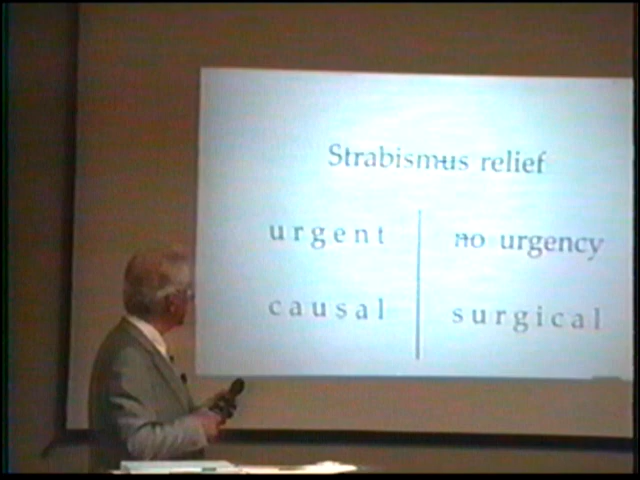 Strabismus relief
urgent no urgency
causal surgical